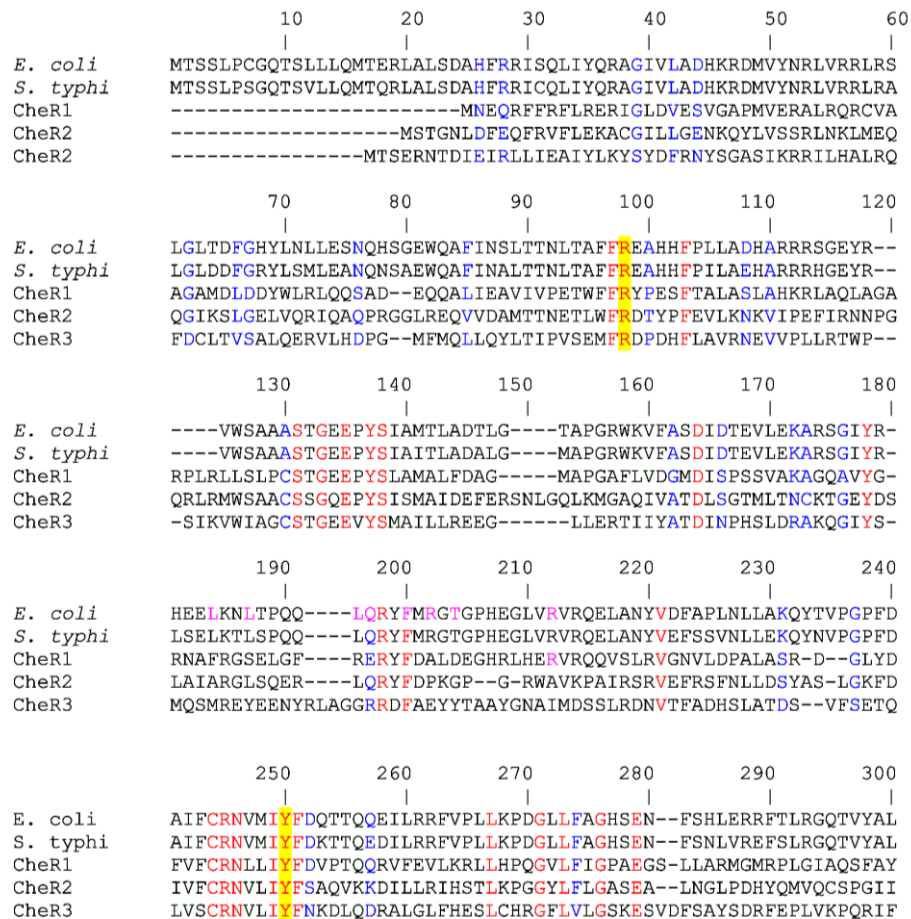 10 20 30 40 50 60
| | | | | |
E. coli MTSSLPCGQTSLLLQMTERLALSDAHFRRISQLIYQRAGIVLADHKRDMVYNRLVRRLRS
S. typhi MTSSLPSGQTSVLLQMTQRLALSDAHFRRICQLIYQRAGIVLADHKRDMVYNRLVRRLRA
CheR1 ------------------------MNEQRFFRFLRERIGLDVESVGAPMVERALRQRCVA
CheR2 -------------------MSTGNLDFEQFRVFLEKACGILLGENKQYLVSSRLNKLMEQ
CheR2 ----------------MTSERNTDIEIRLLIEAIYLKYSYDFRNYSGASIKRRILHALRQ
70 80 90 100 110 120
| | | | | |
E. coli LGLTDFGHYLNLLESNQHSGEWQAFINSLTTNLTAFFREAHHFPLLADHARRRSGEYR--
S. typhi LGLDDFGRYLSMLEANQNSAEWQAFINALTTNLTAFFREAHHFPILAEHARRRHGEYR--
CheR1 AGAMDLDDYWLRLQQSAD--EQQALIEAVIVPETWFFRYPESFTALASLAHKRLAQLAGA
CheR2 QGIKSLGELVQRIQAQPRGGLREQVVDAMTTNETLWFRDTYPFEVLKNKVIPEFIRNNPG
CheR3 FDCLTVSALQERVLHDPG-MFMQLLQYLTIPVSEMFRDPDHFLAVRNEVVPLLRTWP-
130 140 150 160 170 180
| | | | | |
E. coli ----VWSAAASTGEEPYSIAMTLADTLG----TAPGRWKVFASDIDTEVLEKARSGIYR-
S. typhi ----VWSAAASTGEEPYSIAITLADALG----MAPGRWKVFASDIDTEVLEKARSGIYR-
CheR1 RPLRLLSLPCSTGEEPYSLAMALFDAG----MAPGAFLVDGMDISPSSVAKAGQAVYG-
CheR2 QRLRMWSAACSSGQEPYSISMAIDEFERSNLGQLKMGAQIVATDLSGTMLTNCKTGEYDS
CheR3 -SIKVWIAGCSTGEEVYSMAILLREEG------LLERTIIYATDINPHSLDRAKQGIYS-
190 200 210 220 230 240
| | | | | |
E. coli HEELKNLTPQQ----LQRYFMRGTGPHEGLVRVRQELANYVDFAPLNLLAKQYTVPGPFD
S. typhi LSELKTLSPQQ----LQRYFMRGTGPHEGLVRVRQELANYVEFSSVNLLEKQYNVPGPFD
CheR1 RNAFRGSELGF----RERYFDALDEGHRLHERVRQQVSLRVGNVLDPALASR-D--GLYD
CheR2 LAIARGLSQER----LQRYFDPKGP--GRWAVKPAIRSRVEFRSFNLLDSYAS-LGKFD
CheR3 MQSMREYEENYRLAGGRRDFAEYYTAAYGNAIMDSSLRDNVTFADHSLATDS--VFSETQ
250 260 270 280 290 300
| | | | | |
E. coli AIFCRNVMIYFDQTTQQEILRRFVPLLKPDGLLFAGHSEN--FSHLERRFTLRGQTVYAL
S. typhi AIFCRNVMIYFDKTTQEDILRRFVPLLKPDGLLFAGHSEN--FSNLVREFSLRGQTVYAL
CheR1 FVFCRNLLIYFDVPTQQRVFEVLKRLLHPQGVLFIGPAEGS-LLARMGMRPLGIAQSFAY
CheR2 IVFCRNVLIYFSAQVKKDILLRIHSTLKPGGYLFLGASEA--LNGLPDHYQMVQCSPGII
CheR3 LVSCRNVLIYFNKDLQDRALGLFHESLCHRGFLVLGSKESVDFSAYSDRFEPLVKPQRIF